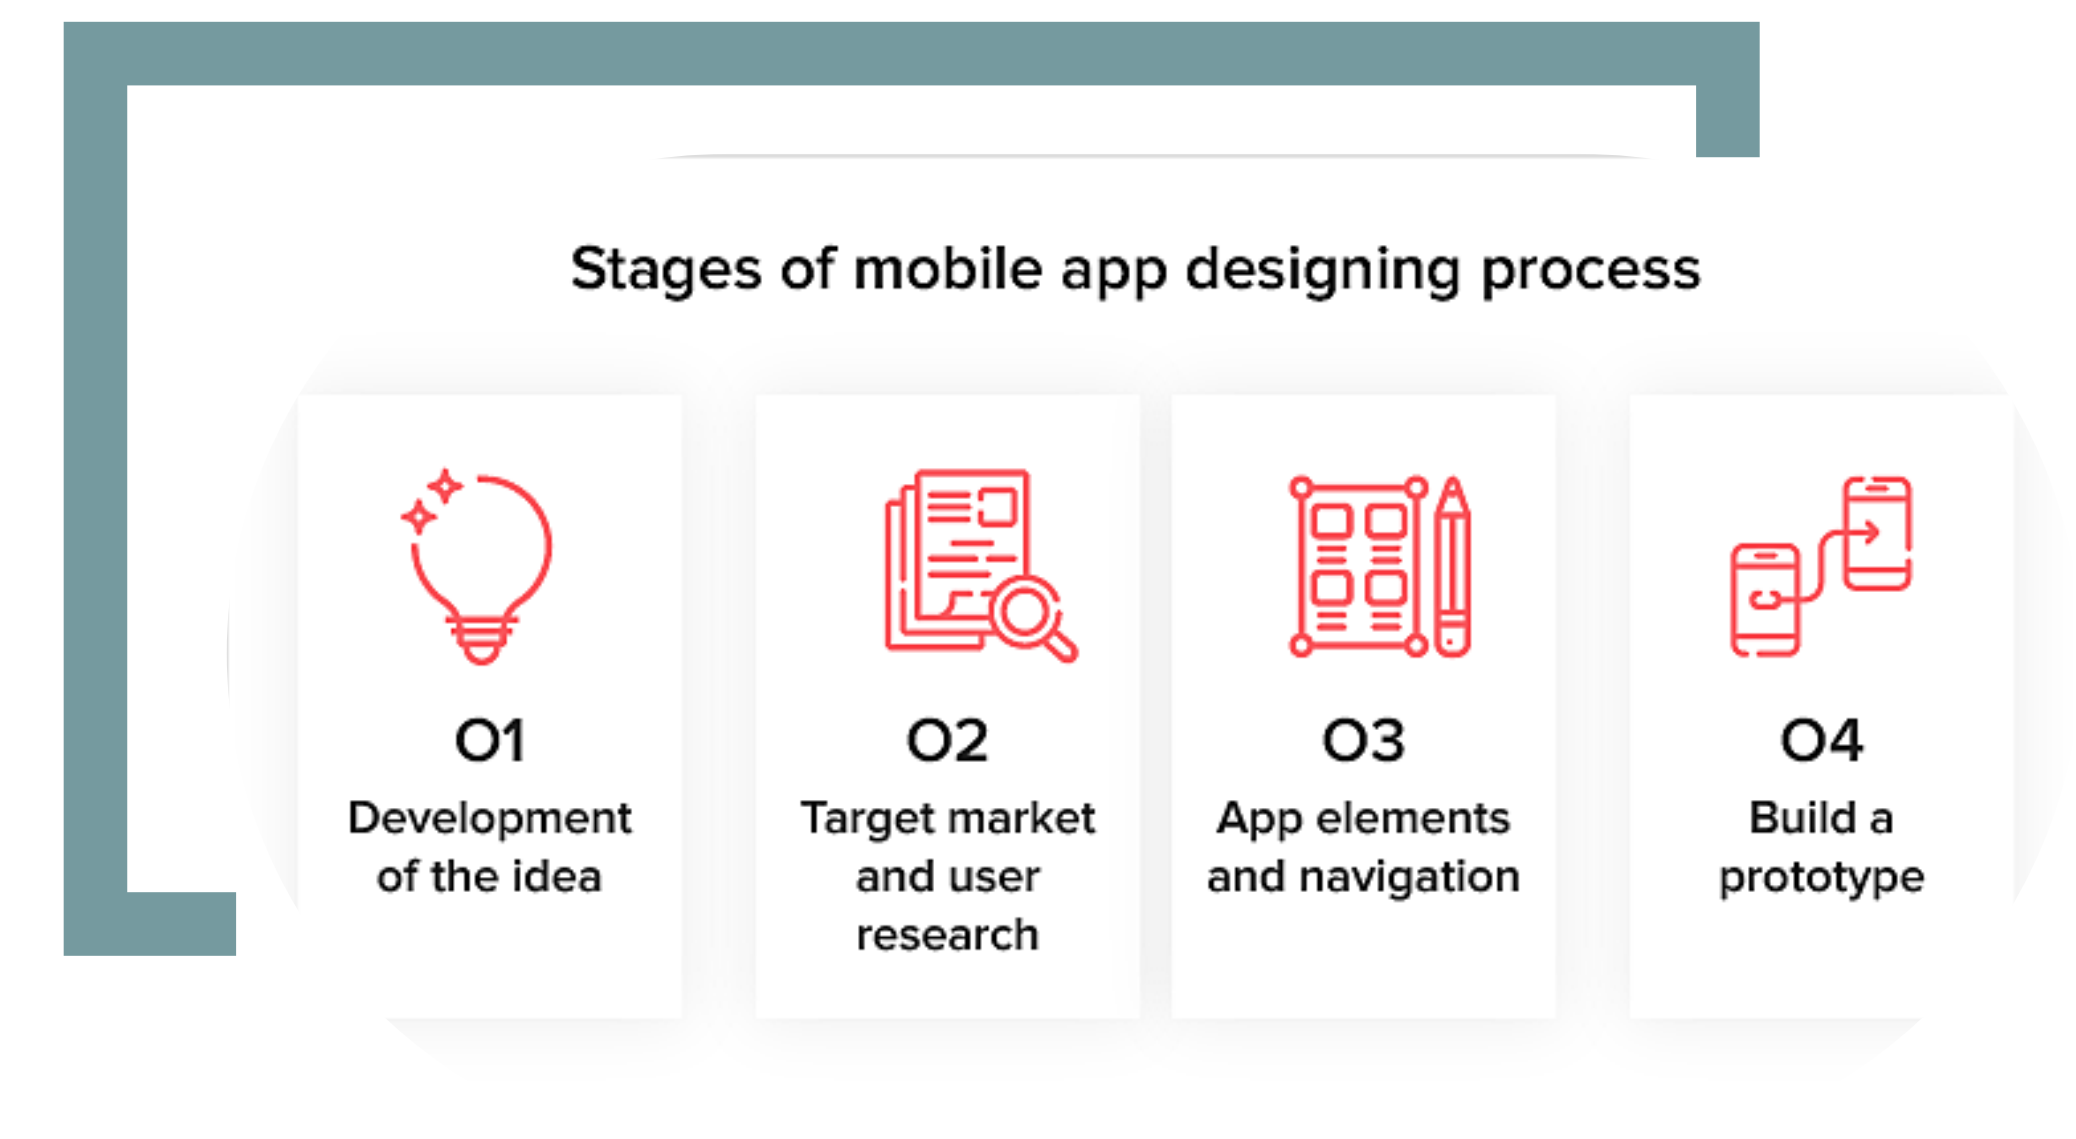 Stages of mobile app designing process
01
Development
of the idea
02
Target market
and user
research
03
App elements
and navigation
04
Build a
prototype